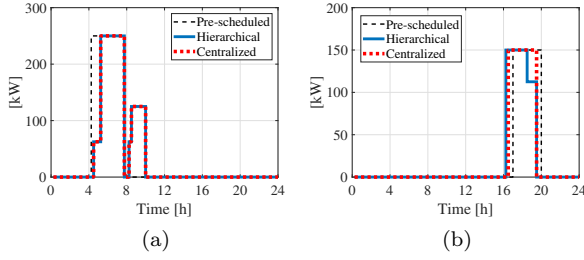 300
200
100
0
[kW]
0 4 8 12 16 20 24
Time [h]
Pre-scheduled
Hierarchical
Centralized
(a)
200
150
100
50
0
[kW]
0 4 8 12 16 20 24
Time [h]
Pre-scheduled
Hierarchical
Centralized
(b)